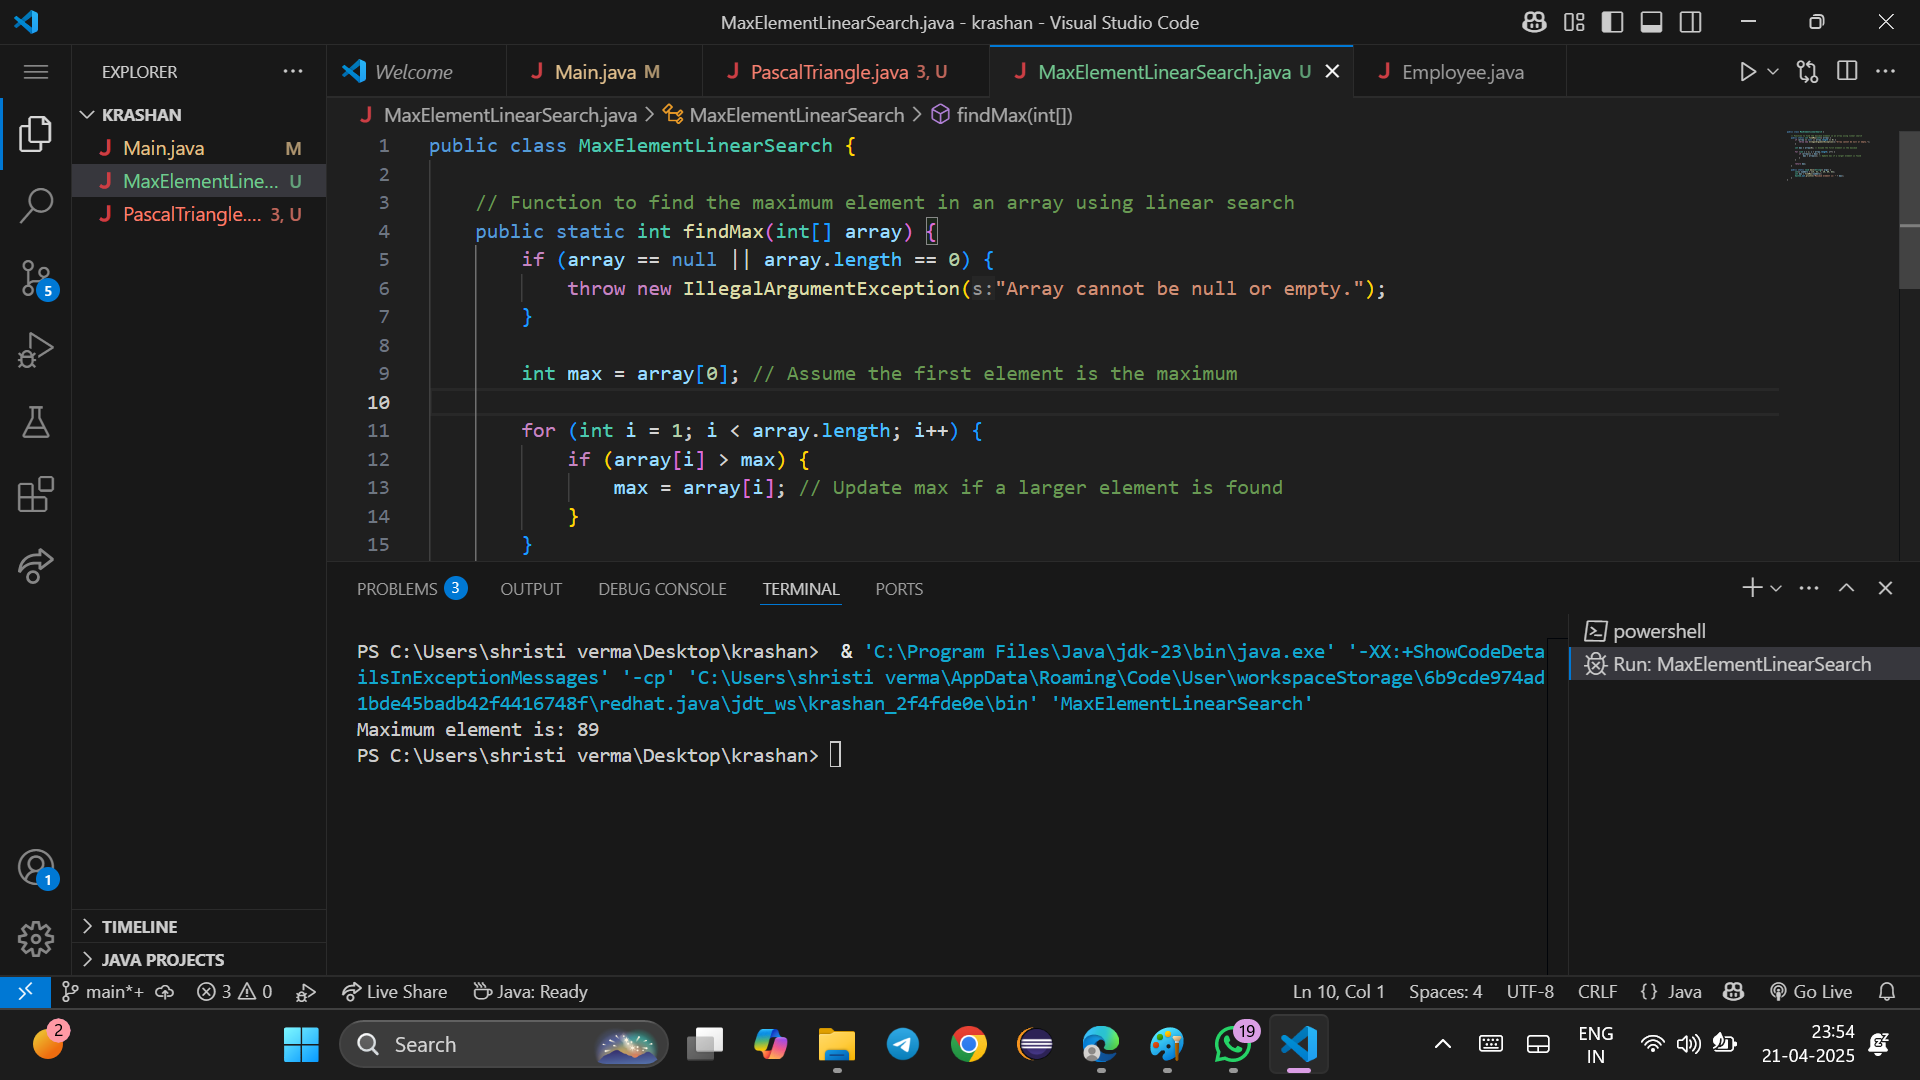 MaxElementLinearSearch.java - krashan - Visual Studio Code
EXPLORER
Welcome
Main.java M
PascalTriangle.java 3, U
MaxElementLinearSearch.java U
Employee.java
KRASHAN
Main.java M
MaxElementLine... U
PascalTriangle.... 3, U
MaxElementLinearSearch.java > MaxElementLinearSearch > findMax(int[])
1 public class MaxElementLinearSearch {
2
3 // Function to find the maximum element in an array using linear search
4 public static int findMax(int[] array) {
5 if (array == null || array.length == 0) {
6 throw new IllegalArgumentException(s:"Array cannot be null or empty.");
7 }
8
9 int max = array[0]; // Assume the first element is the maximum
10
11 for (int i = 1; i < array.length; i++) {
12 if (array[i] > max) {
13 max = array[i]; // Update max if a larger element is found
14 }
15 }
5
1
PROBLEMS 3 OUTPUT DEBUG CONSOLE TERMINAL PORTS
PS C:\Users\shristi verma\Desktop\krashan>  & 'C:\Program Files\Java\jdk-23\bin\java.exe' '-XX:+ShowCodeDeta
ilsInExceptionMessages' '-cp' 'C:\Users\shristi verma\AppData\Roaming\Code\User\workspaceStorage\6b9cde974ad
1bde45badb42f4416748f\redhat.java\jdt_ws\krashan_2f4fde0e\bin' 'MaxElementLinearSearch'
Maximum element is: 89
PS C:\Users\shristi verma\Desktop\krashan>
powershell
Run: MaxElementLinearSearch
TIMELINE
JAVA PROJECTS
main*+ 3 0 Live Share Java: Ready
Ln 10, Col 1 Spaces: 4 UTF-8 CRLF {} Java Go Live
2
Search
19
ENG
IN
23:54
21-04-2025